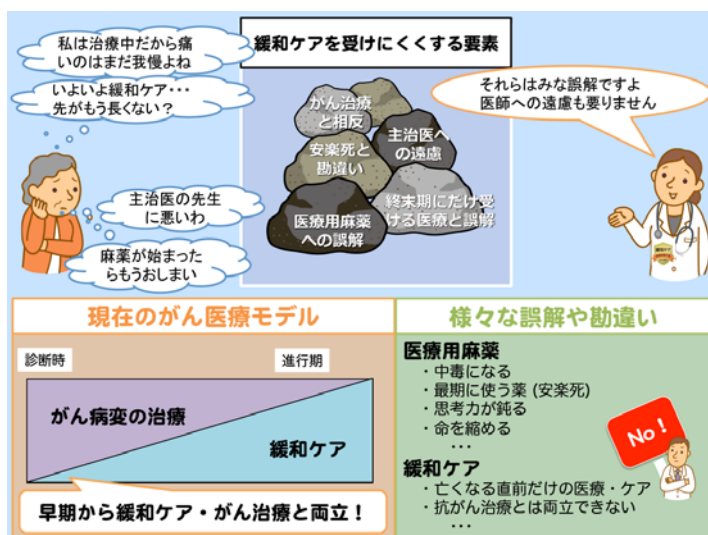 私は治療中だから痛
いのはまだ我慢よね
いよいよ緩和ケア・・・
先がもう長くない？
主治医の先生
に悪いわ
麻薬が始まった
らもうおしまい
緩和ケアを受けにくくする要素
がん治療
と相反
安楽死と
勘違い
主治医へ
の遠慮
医療用麻薬
への誤解
終末期にだけ受
ける医療と誤解
それらはみな誤解ですよ
医師への遠慮も要りません
現在のがん医療モデル
診断時
進行期
がん病変の治療
緩和ケア
早期から緩和ケア・がん治療と両立！
様々な誤解や勘違い
医療用麻薬
・中毒になる
・最期に使う薬 (安楽死)
・思考力が鈍る
・命を縮める
・・・
No！
緩和ケア
・亡くなる直前だけの医療・ケア
・抗がん治療とは両立できない
・・・